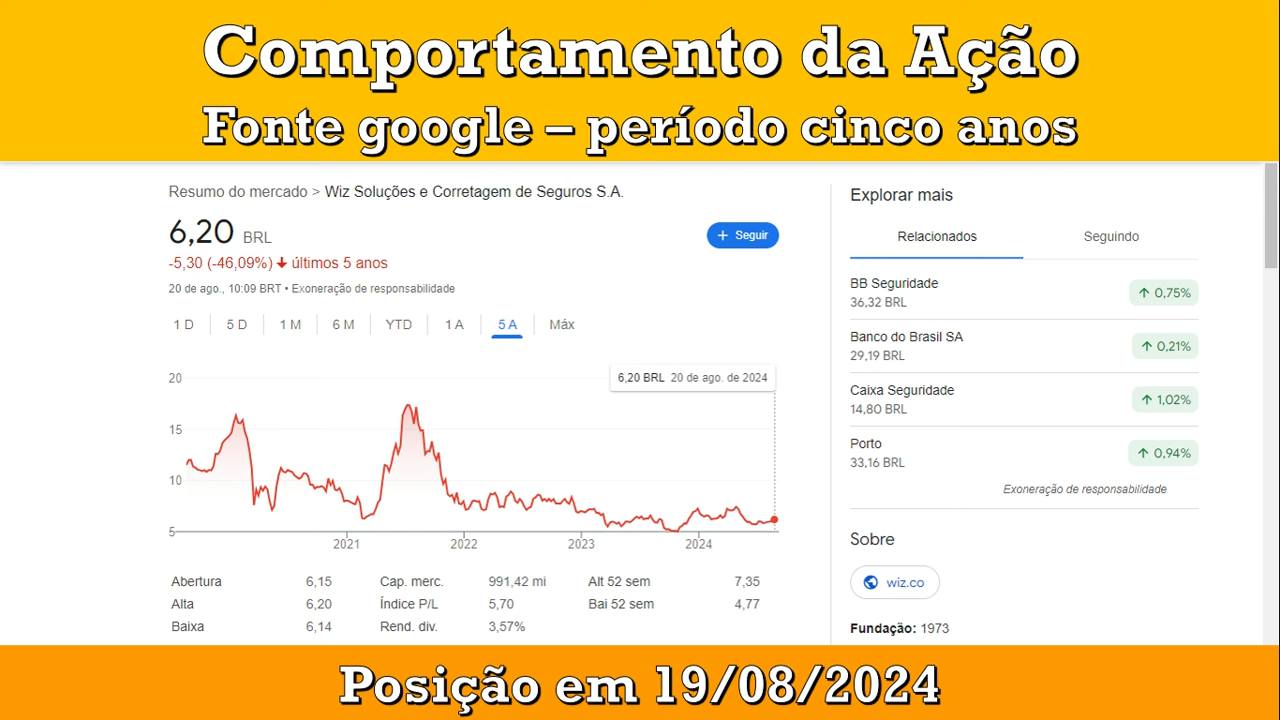 Comportamento da Ação
Fonte google – período cinco anos
Resumo do mercado > Wiz Soluções e Corretagem de Seguros S.A.
6,20 BRL
+ Seguir
-5,30 (-46,09%) ↓ últimos 5 anos
20 de ago., 10:09 BRT • Exoneração de responsabilidade
1 D 5 D 1 M 6 M YTD 1 A 5 A Máx
6,20 BRL 20 de ago. de 2024
20
15
10
5
2021 2022 2023 2024
Abertura 6,15 Cap. merc. 991,42 mi Alt 52 sem 7,35
Alta 6,20 Índice P/L 5,70 Bai 52 sem 4,77
Baixa 6,14 Rend. div. 3,57%
Explorar mais
Relacionados Seguindo
BB Seguridade
36,32 BRL
↑ 0,75%
Banco do Brasil SA
29,19 BRL
↑ 0,21%
Caixa Seguridade
14,80 BRL
↑ 1,02%
Porto
33,16 BRL
↑ 0,94%
Exoneração de responsabilidade
Sobre
wiz.co
Fundação: 1973
Posição em 19/08/2024